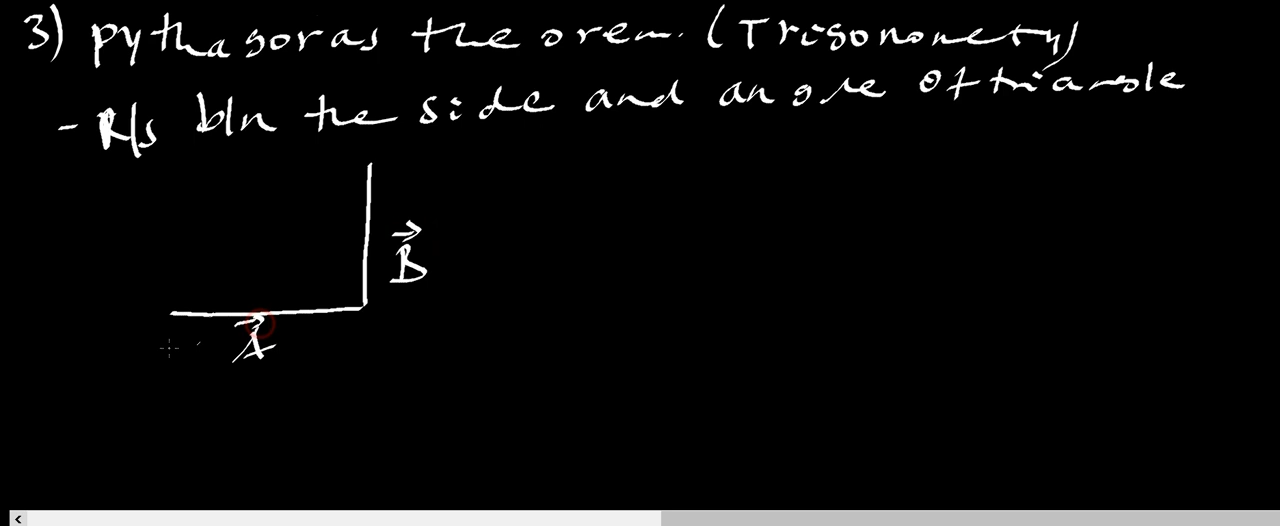 3) pythagoras theorem. (Trigonometry)
- R/s b/n the side and angle of triangle
B
A